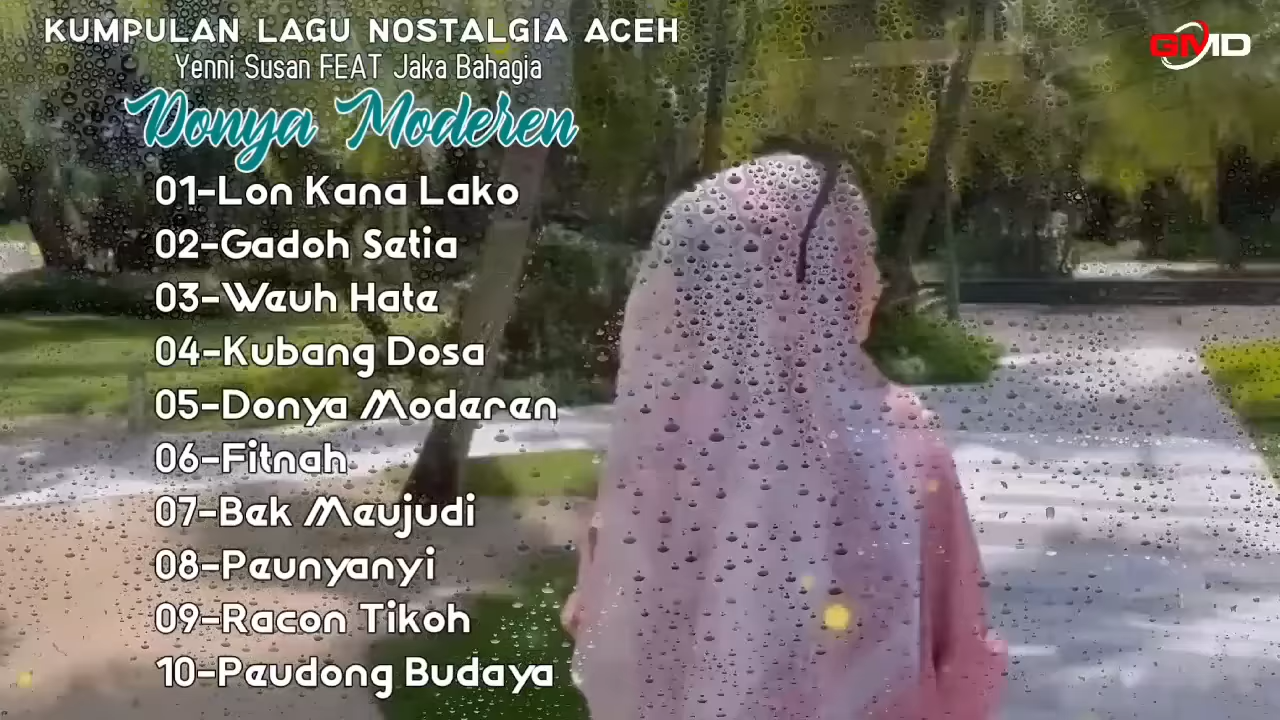 KUMPULAN LAGU NOSTALGIA ACEH
GMD
Yenni Susan FEAT Jaka Bahagia
Donya Moderen
01-Lon Kana Lako
02-Gadoh Setia
03-Weuh Hate
04-Kubang Dosa
05-Donya Moderen
06-Fitnah
07-Bek Meujudi
08-Peunyanyi
09-Racon Tikoh
10-Peudong Budaya